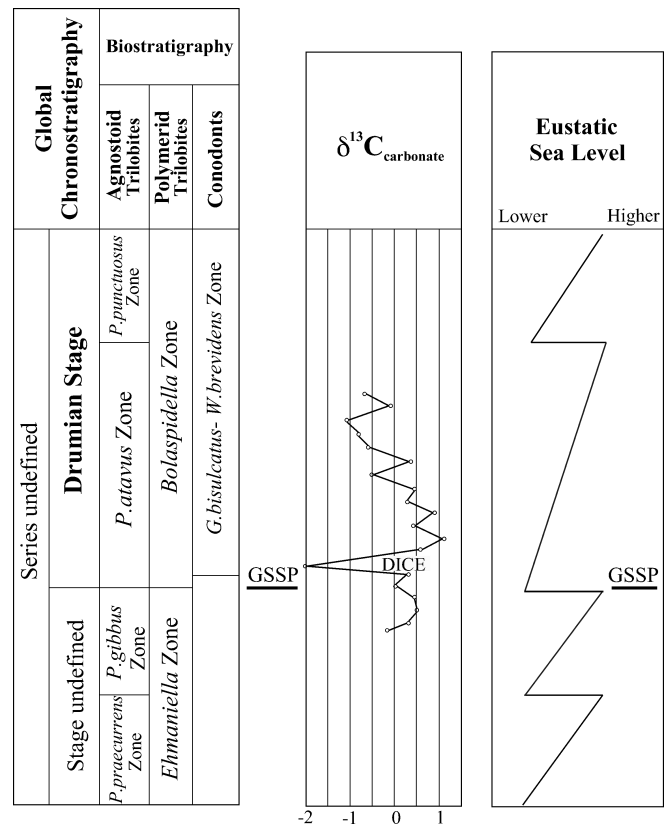 Global
Chronostratigraphy
Biostratigraphy
Agnostoid
Trilobites
Polymerid
Trilobites
Conodonts
Series undefined
Drumian Stage
Stage undefined
P.punctuosus
Zone
P.atavus Zone
P.gibbus
Zone
P.praecurrens
Zone
Bolaspidella Zone
Ehmaniella Zone
G.bisulcatus- W.brevidens Zone
GSSP
δ¹³Ccarbonate
DICE
-2 -1 0 1
Eustatic
Sea Level
Lower Higher
GSSP